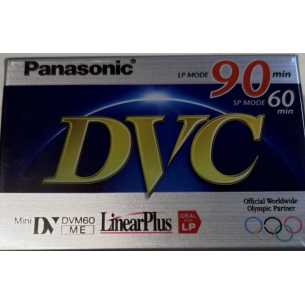 Panasonic
LP MODE 90 min
SP MODE 60 min
DVC
Mini DV DVM60 ME LinearPlus IDEAL FOR LP
Official Worldwide
Olympic Partner